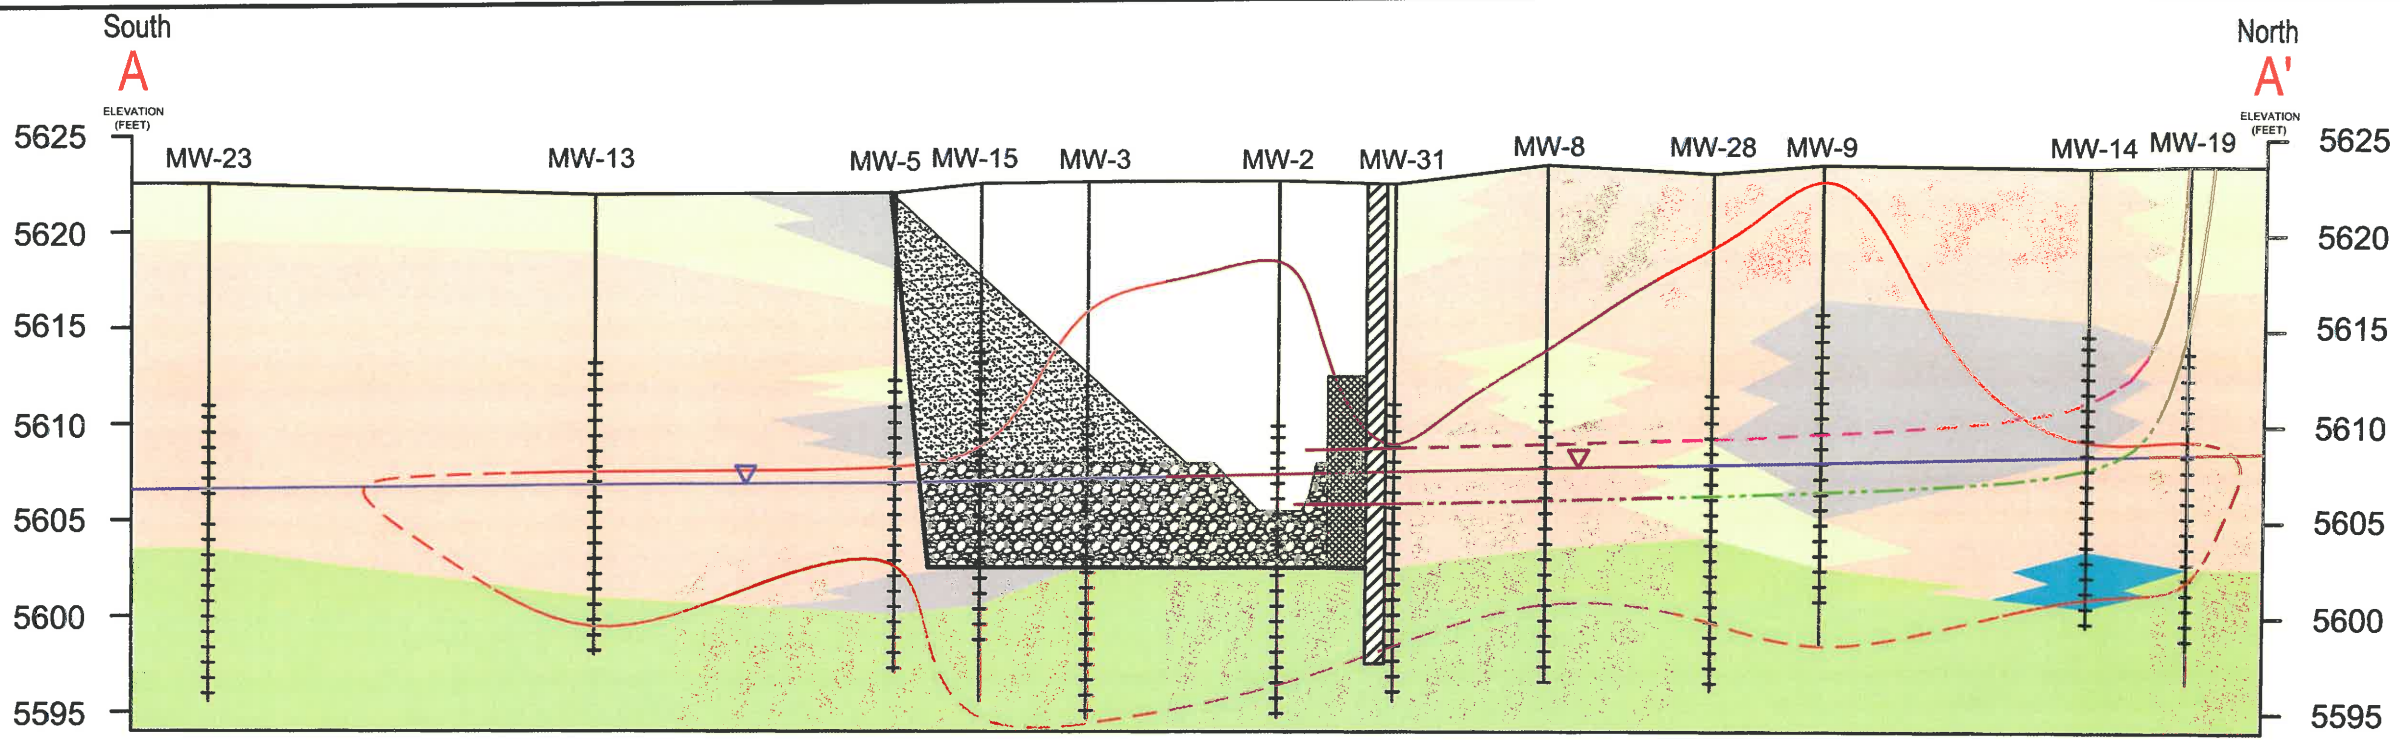 South
North
A
A'
ELEVATION
(FEET)
ELEVATION
(FEET)
MW-23
MW-13
MW-5
MW-15
MW-3
MW-2
MW-31
MW-8
MW-28
MW-9
MW-14
MW-19
5625
5620
5615
5610
5605
5600
5595
5625
5620
5615
5610
5605
5600
5595